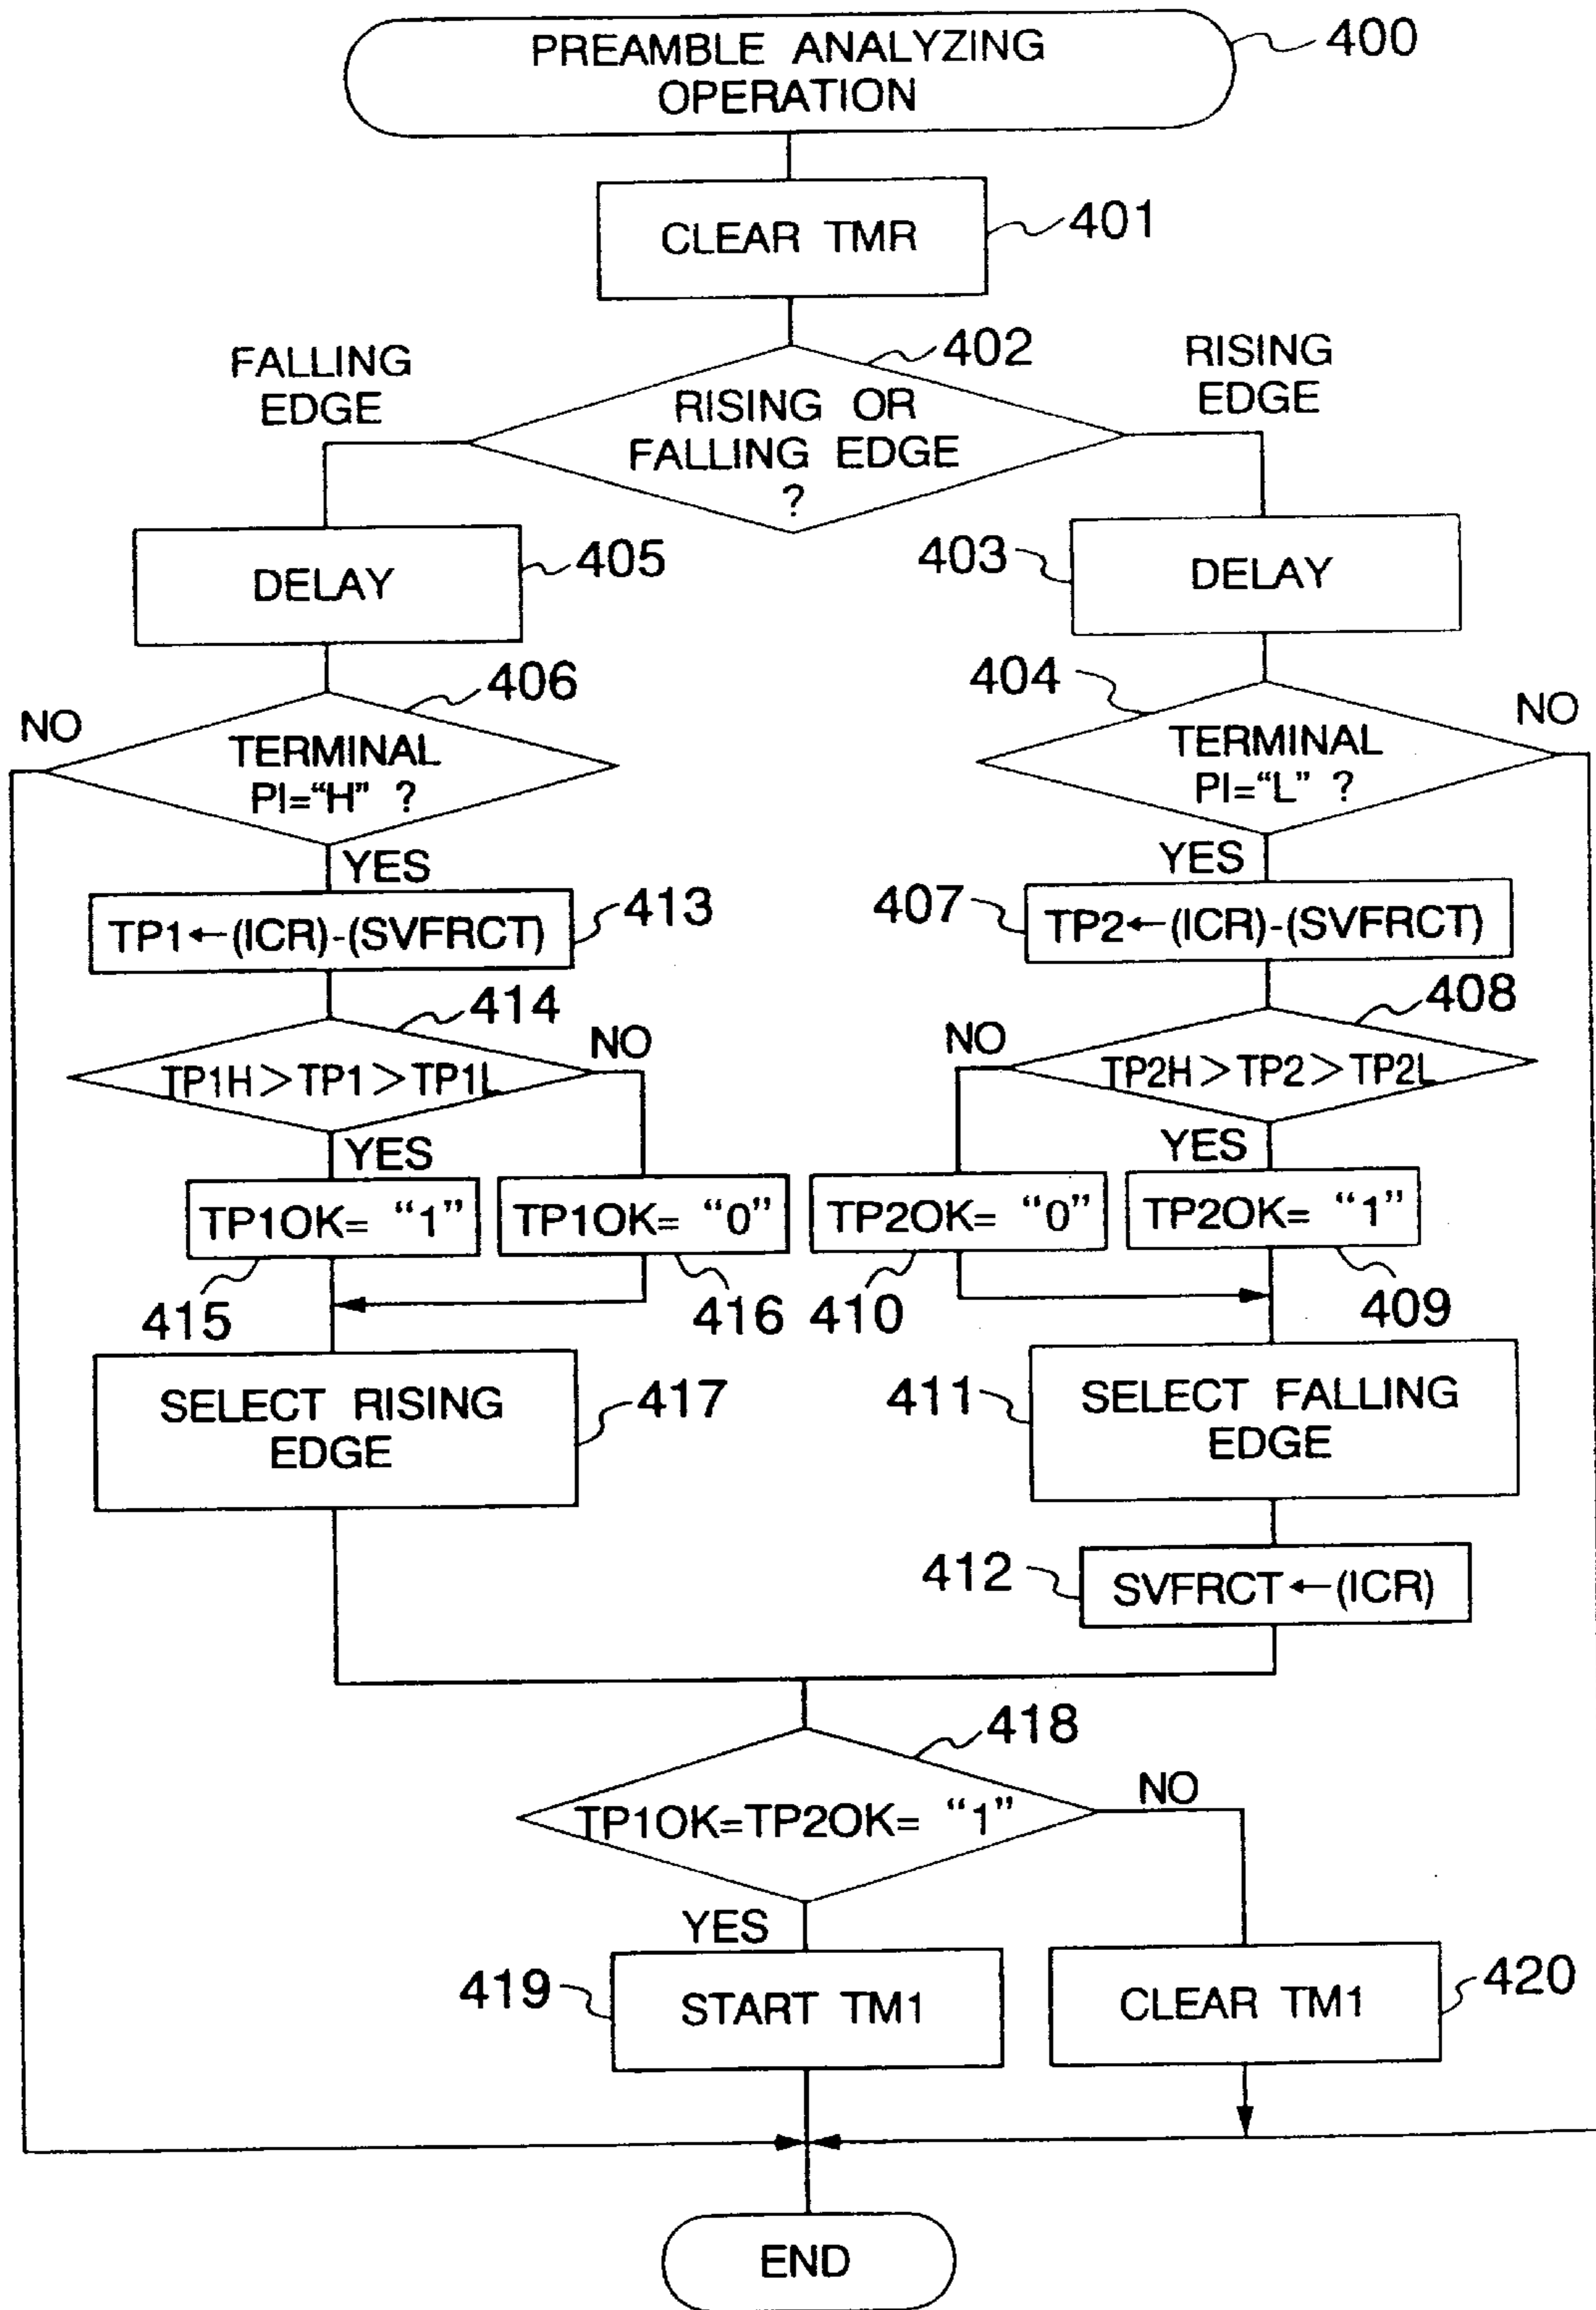 PREAMBLE ANALYZING
OPERATION
400
CLEAR TMR
401
402
FALLING
EDGE
RISING OR
FALLING EDGE
?
RISING
EDGE
DELAY
405
403
DELAY
406
404
NO
TERMINAL
PI=“H” ?
TERMINAL
PI=“L” ?
NO
YES
YES
TP1←(ICR)-(SVFRCT)
413
407
TP2←(ICR)-(SVFRCT)
414
408
TP1H>TP1>TP1L
NO
NO
TP2H>TP2>TP2L
YES
YES
TP1OK= “1”
TP1OK= “0”
TP2OK= “0”
TP2OK= “1”
415
416
410
409
SELECT RISING
EDGE
417
411
SELECT FALLING
EDGE
412
SVFRCT←(ICR)
418
TP1OK=TP2OK= “1”
NO
YES
419
START TM1
CLEAR TM1
420
END